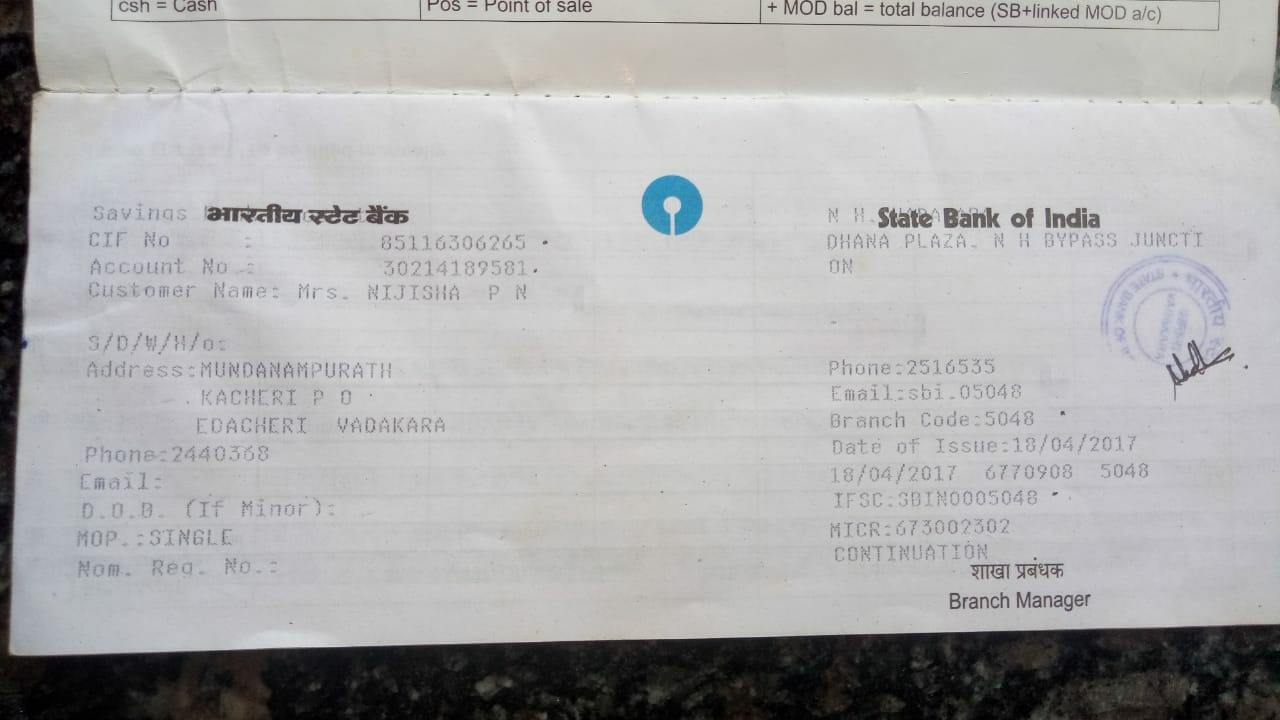 csh = Cash
Pos = Point of sale
+ MOD bal = total balance (SB+linked MOD a/c)
Savings
भारतीय स्टेट बैंक
CIF No : 85116306265
Account No.: 30214189581
Customer Name: Mrs. NIJISHA P N
S/D/W/H/o:
Address:MUNDANAMPURATH
KACHERI P O
EDACHERI VADAKARA
Phone:2440368
Email:
D.O.B. (If Minor):
MOP.:SINGLE
Nom. Reg. No.:
N H
State Bank of India
DHANA PLAZA, N H BYPASS JUNCTI
ON
Phone:2516535
Email:sbi.05048
Branch Code:5048
Date of Issue:18/04/2017
18/04/2017 6770908 5048
IFSC:SBIN0005048
MICR:673002302
CONTINUATION
शाखा प्रबंधक
Branch Manager